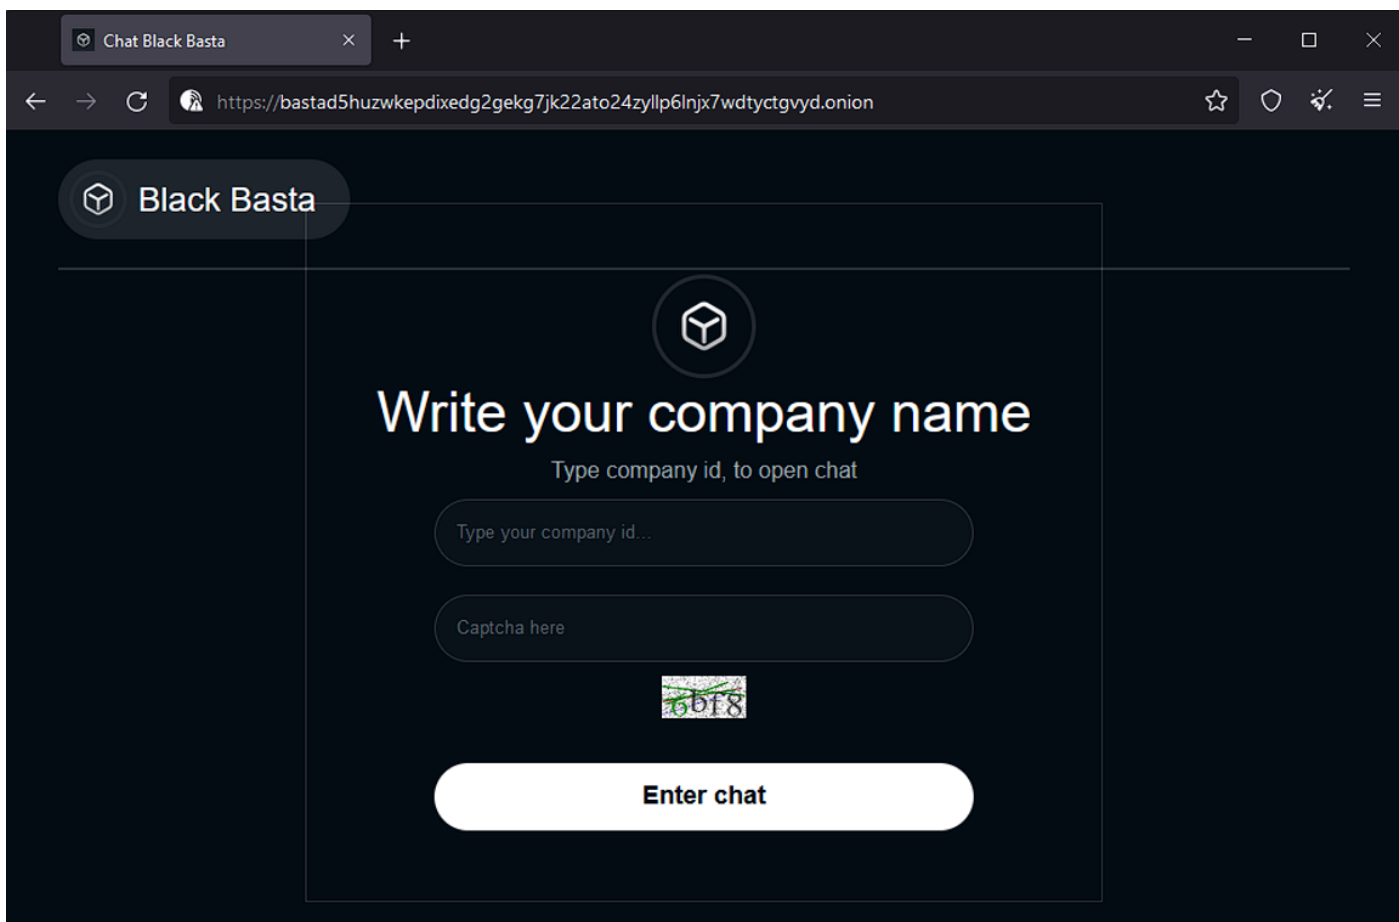 Chat Black Basta
https://bastad5huzwkepdixedg2gekg7jk22ato24zyllp6lnjx7wdtyctgvyd.onion
Black Basta
Write your company name
Type company id, to open chat
Type your company id...
Captcha here
6bf8
Enter chat